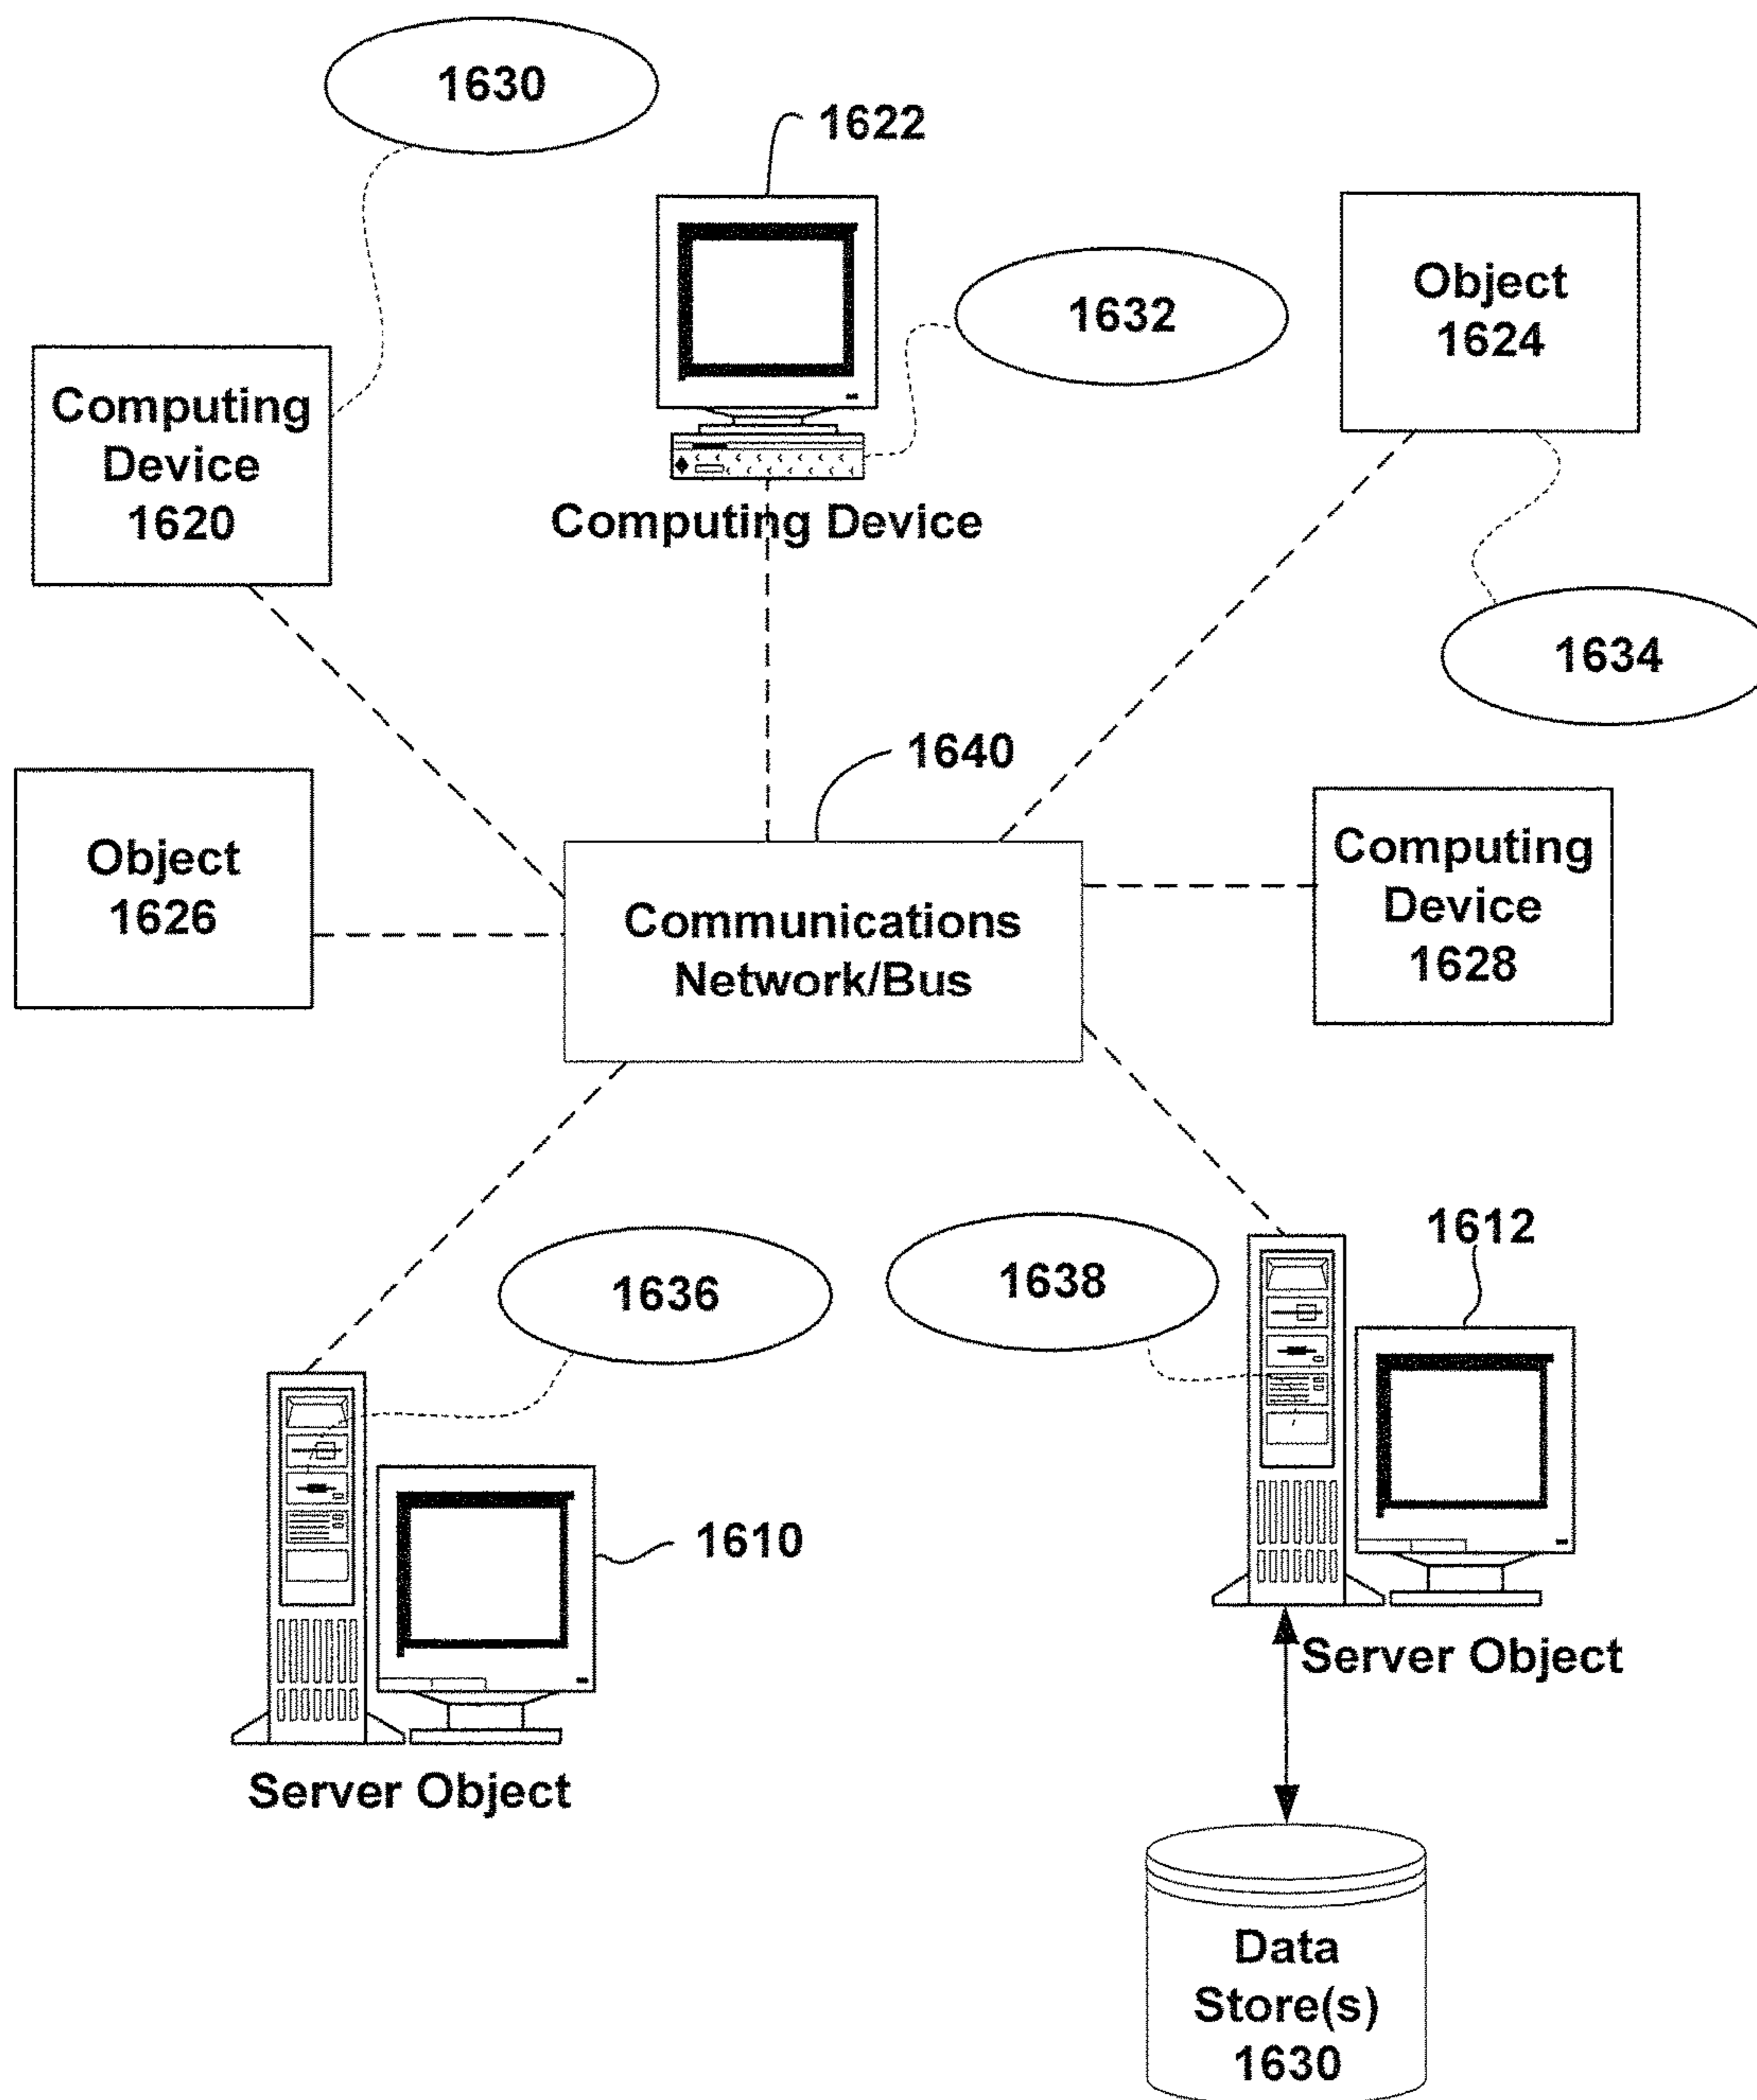 1630
1622
Computing
Device
1620
1632
Object
1624
Computing Device
1634
1640
Object
1626
Communications
Network/Bus
Computing
Device
1628
1636
1638
1612
1610
Server Object
Server Object
Data
Store(s)
1630